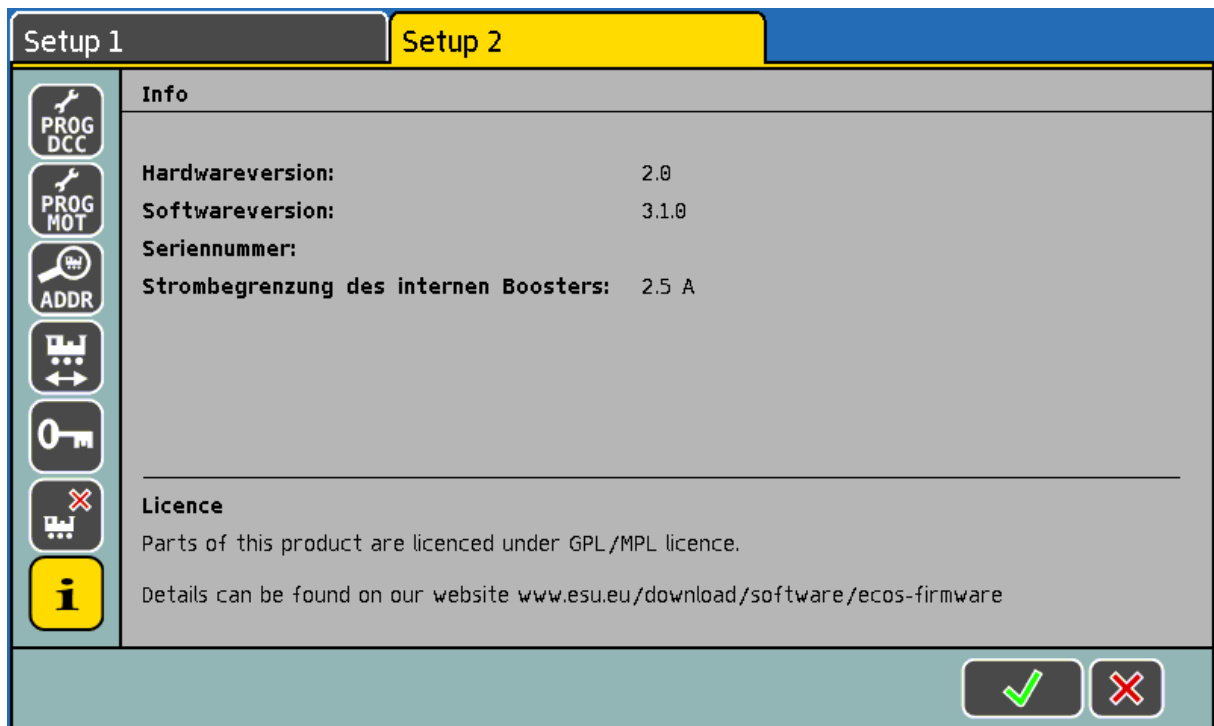 Setup 1
Setup 2
PROG
DCC
Info
Hardwareversion: 2.0
PROG
MOT
Softwareversion: 3.1.0
Seriennummer:
ADDR
Strombegrenzung des internen Boosters: 2.5 A
Licence
Parts of this product are licenced under GPL/MPL licence.
i
Details can be found on our website www.esu.eu/download/software/ecos-firmware